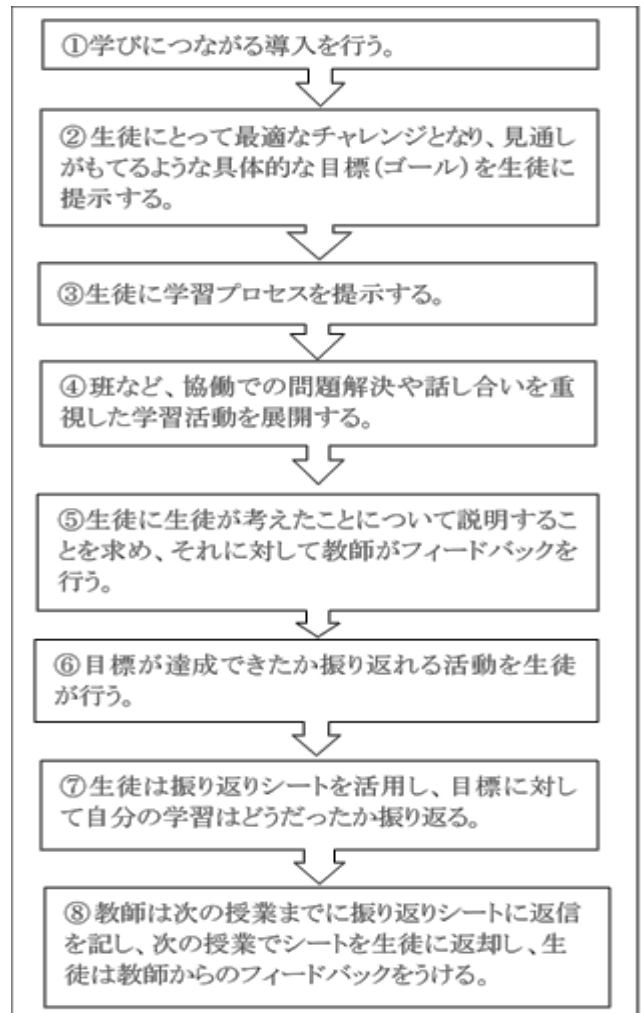 ①学びにつながる導入を行う。
②生徒にとって最適なチャレンジとなり、見通し
がもてるような具体的な目標(ゴール)を生徒に
提示する。
③生徒に学習プロセスを提示する。
④班など、協働での問題解決や話し合いを重
視した学習活動を展開する。
⑤生徒に生徒が考えたことについて説明するこ
とを求め、それに対して教師がフィードバックを
行う。
⑥目標が達成できたか振り返れる活動を生徒
が行う。
⑦生徒は振り返りシートを活用し、目標に対し
て自分の学習はどうだったか振り返る。
⑧教師は次の授業までに振り返りシートに返信
を記し、次の授業でシートを生徒に返却し、生
徒は教師からのフィードバックをうける。